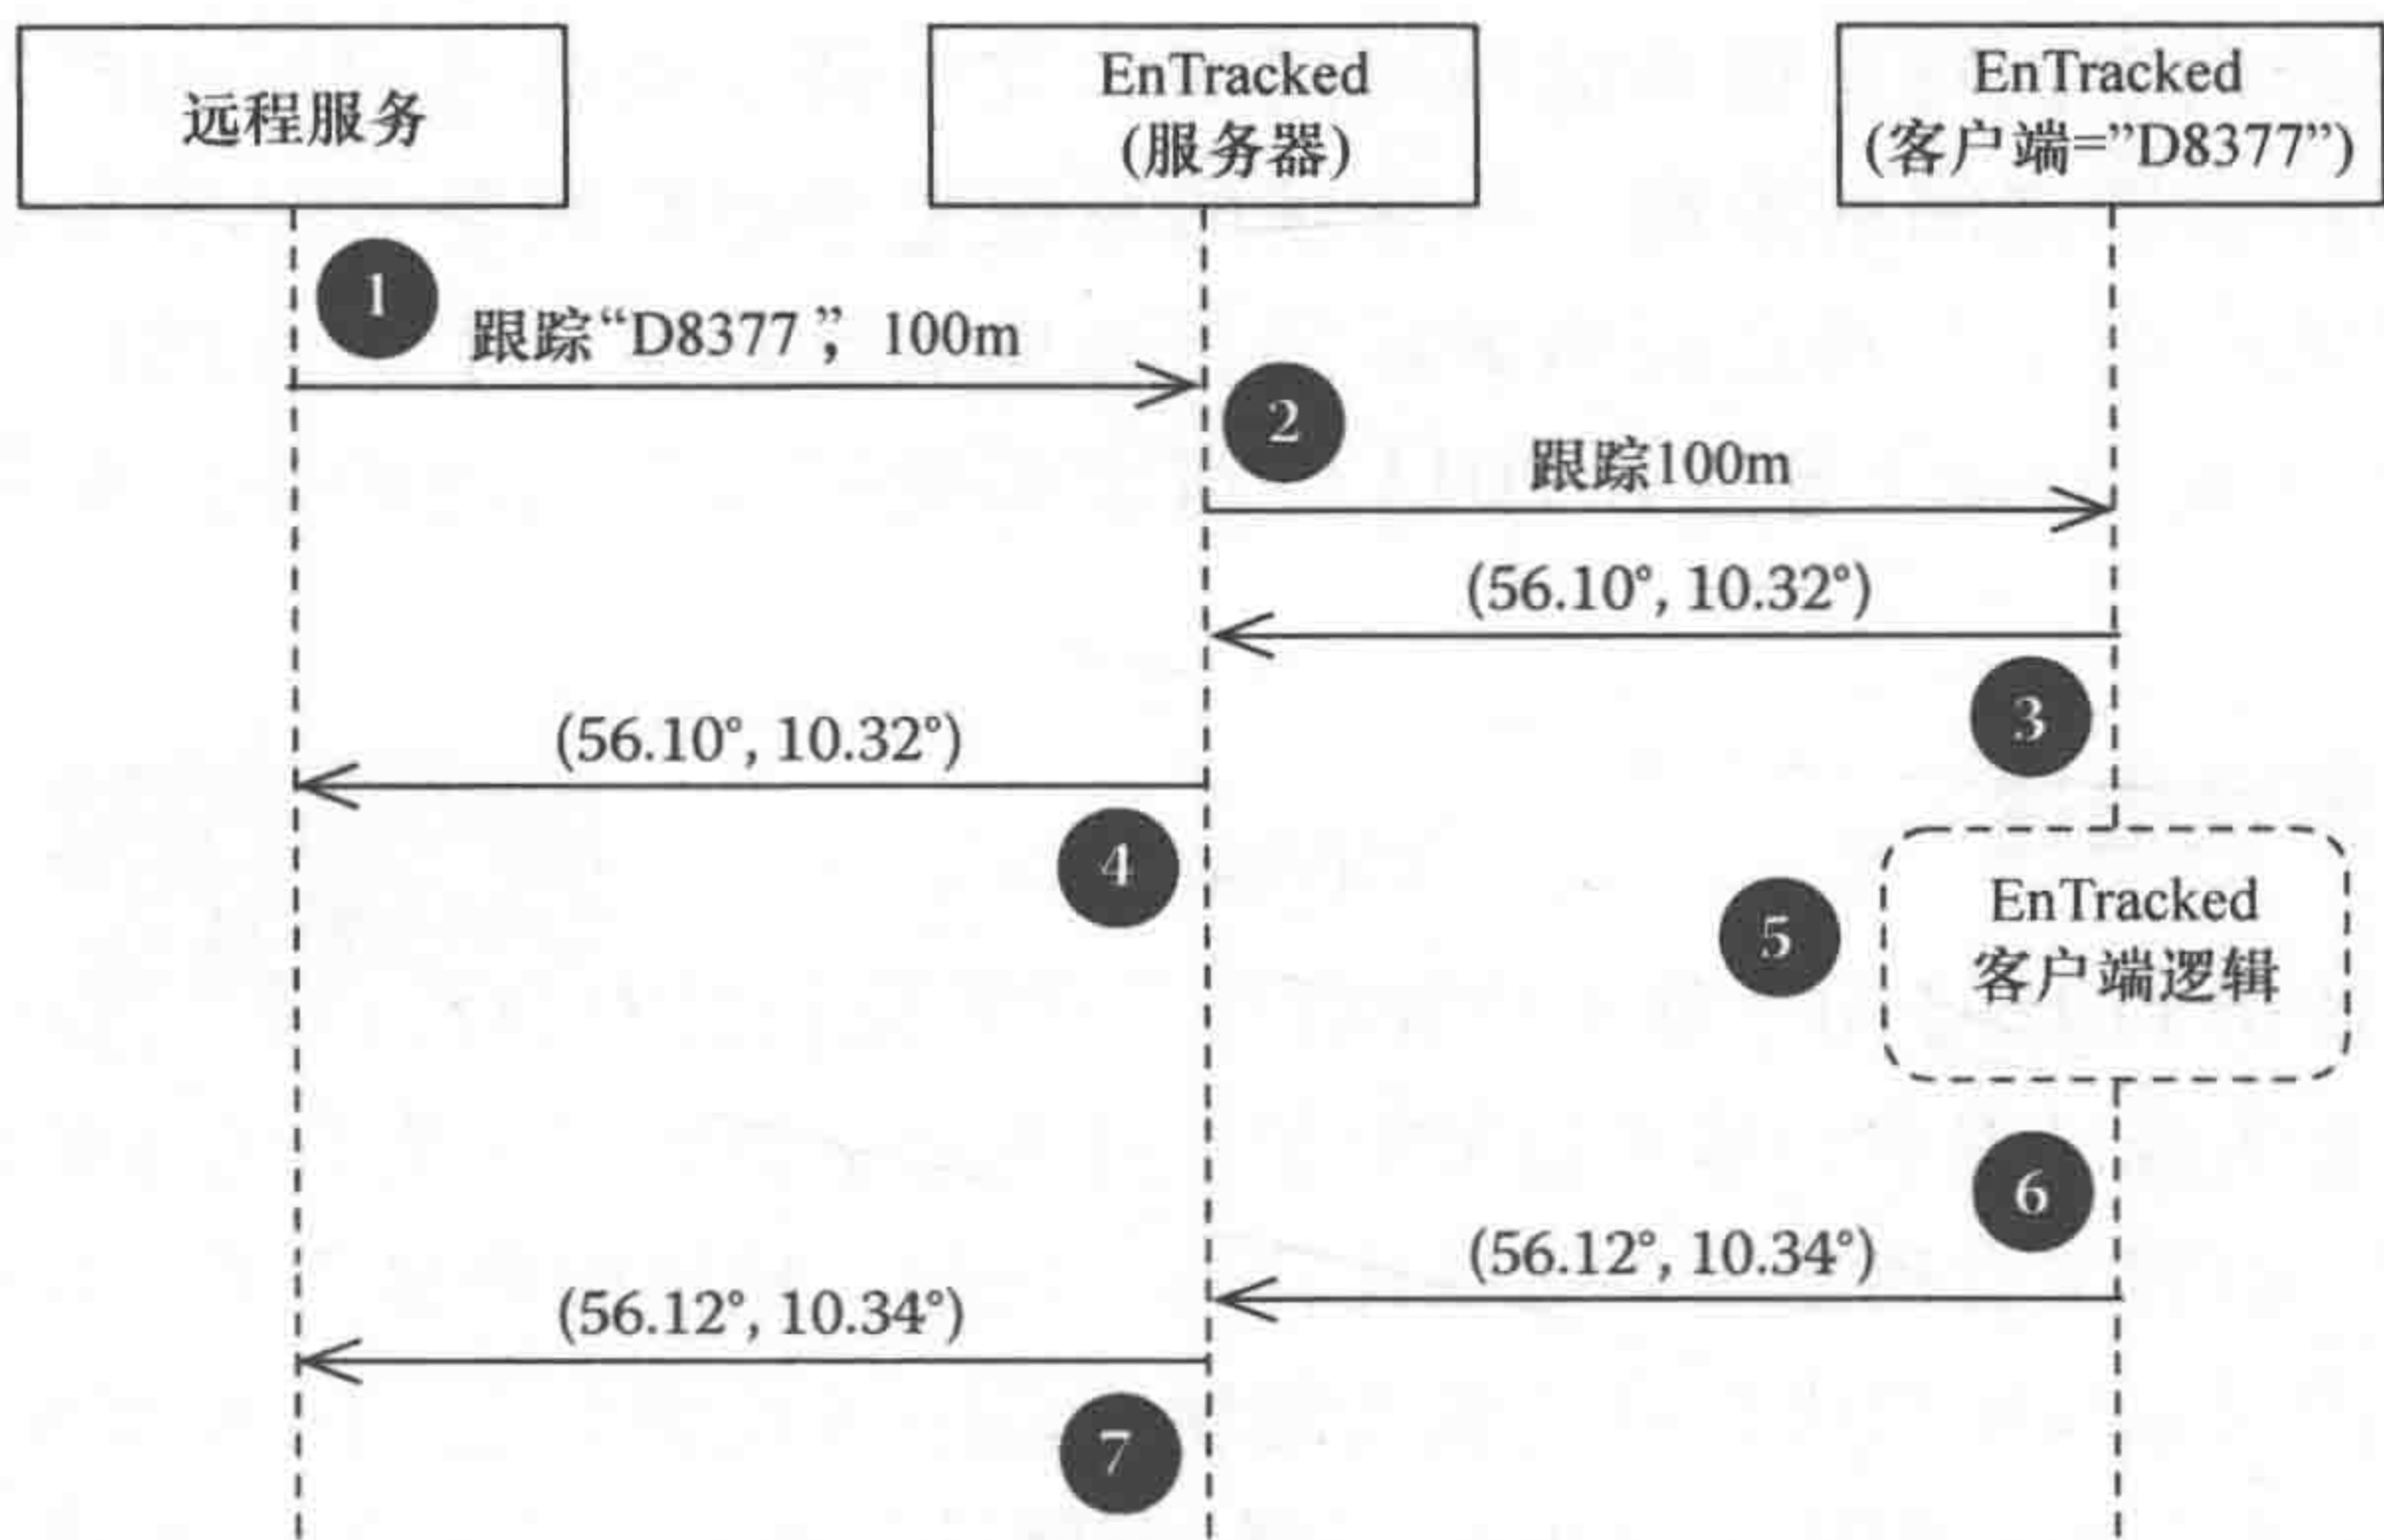 远程服务
EnTracked
(服务器)
EnTracked
(客户端=”D8377”)
1
跟踪“D8377”，100m
2
跟踪100m
(56.10°, 10.32°)
3
(56.10°, 10.32°)
4
5
EnTracked
客户端逻辑
6
(56.12°, 10.34°)
(56.12°, 10.34°)
7